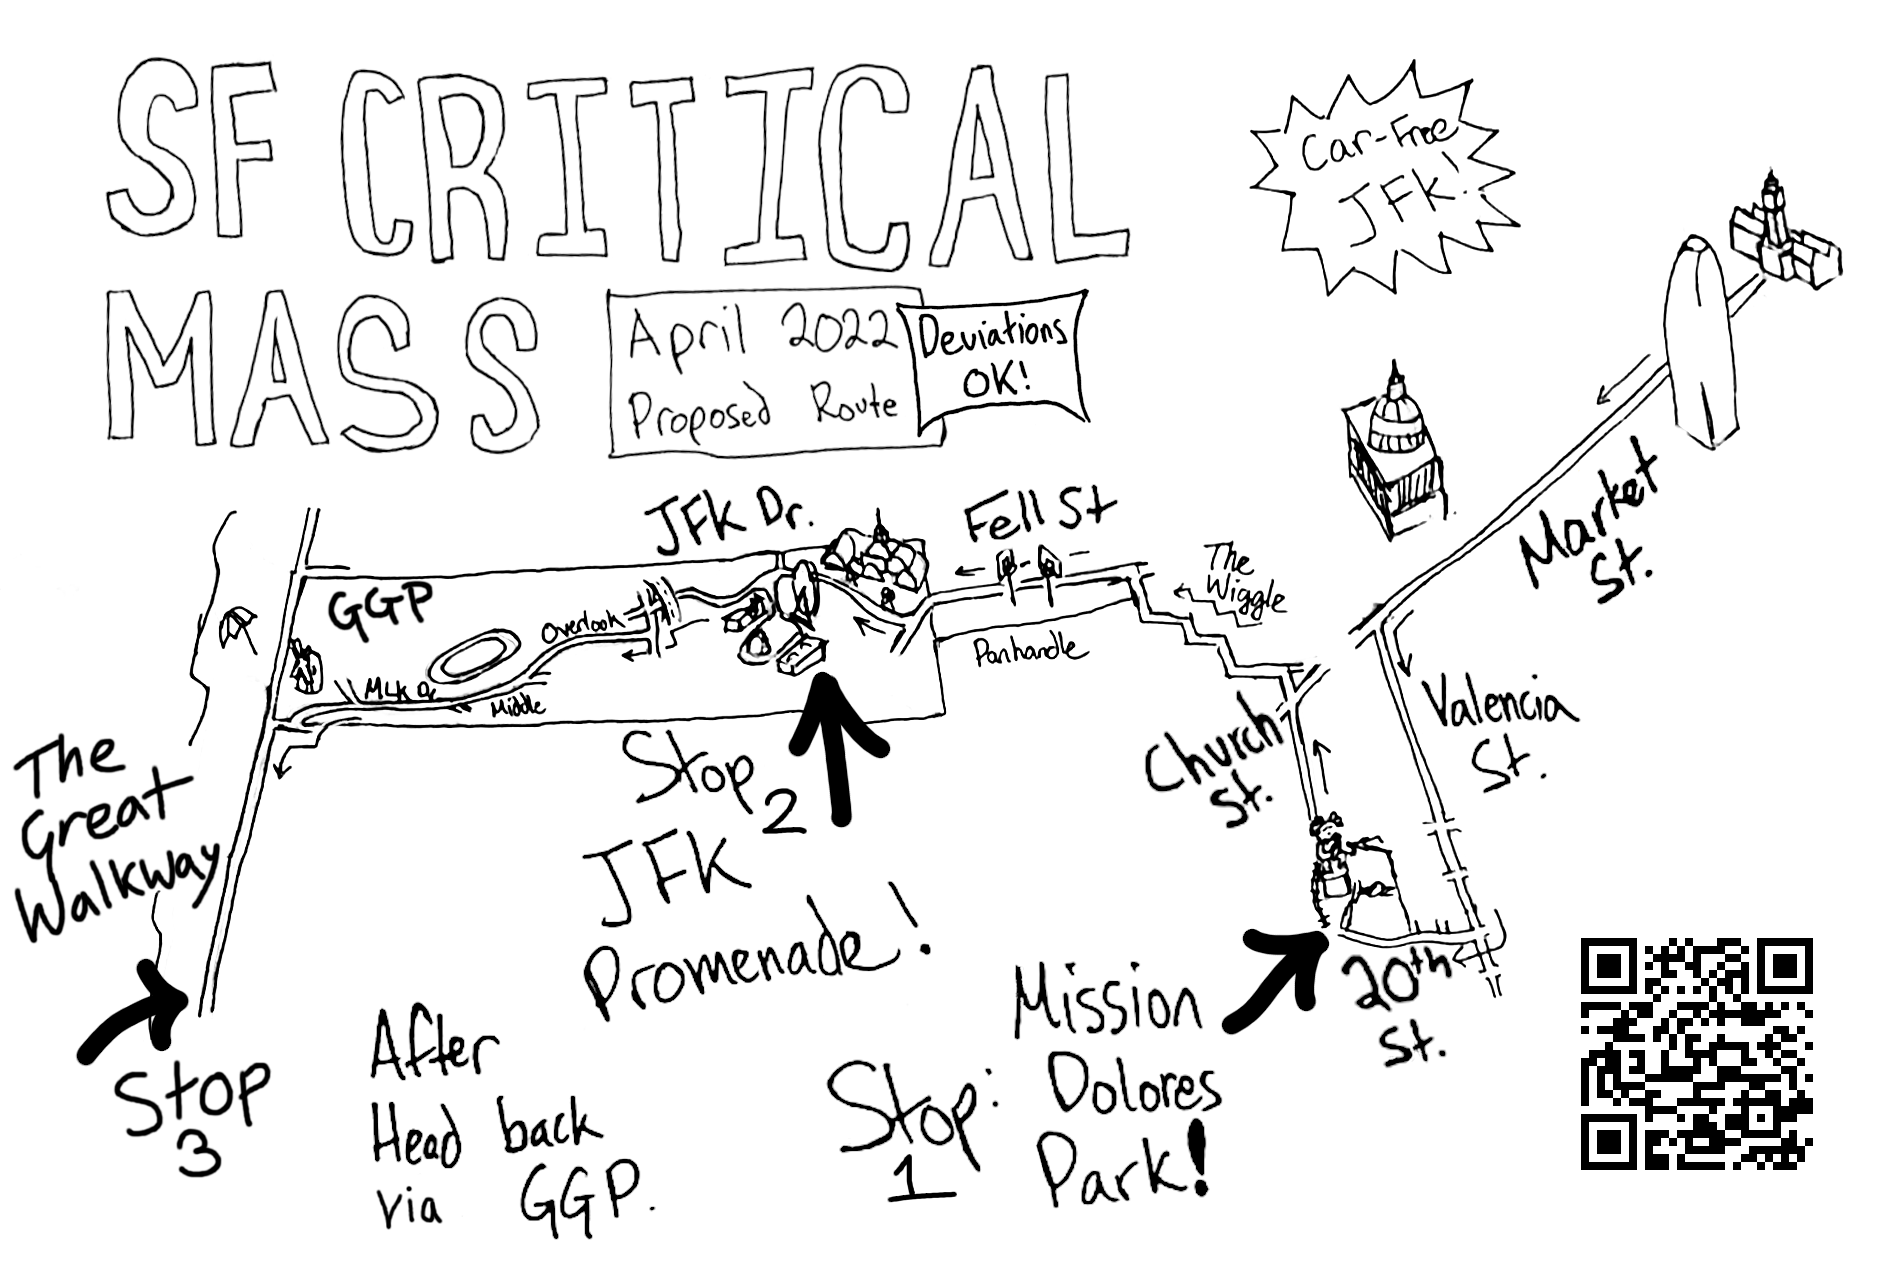 SF CRITICAL
MASS
April 2022
Proposed Route
Deviations
OK!
Car-Free
JFK!
Market
St.
Valencia
St.
20th
St.
Mission
Dolores
Park!
Stop:
1
Church
St.
The
Wiggle
Fell St
Panhandle
JFK Dr.
GGP
Overlook
MLK Dr
Middle
Stop
2
JFK
Promenade!
The
Great
Walkway
Stop
3
After
Head back
via GGP.